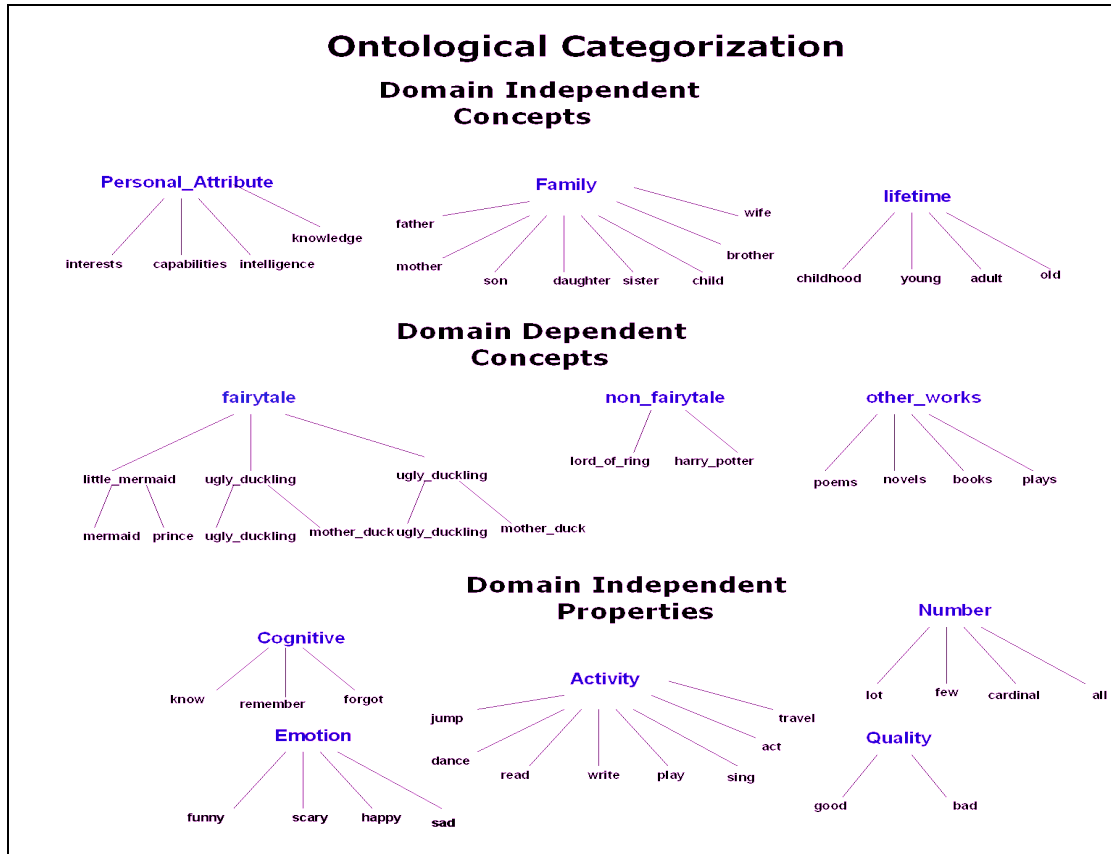 Ontological Categorization
Domain Independent
Concepts
Personal_Attribute
Family
lifetime
interests
capabilities
intelligence
knowledge
father
mother
son
daughter
sister
child
brother
wife
childhood
young
adult
old
Domain Dependent
Concepts
fairytale
non_fairytale
other_works
little_mermaid
ugly_duckling
ugly_duckling
lord_of_ring
harry_potter
poems
novels
books
plays
mermaid
prince
ugly_duckling
mother_duck
ugly_duckling
mother_duck
Domain Independent
Properties
Cognitive
know
remember
forgot
Activity
jump
dance
read
write
play
sing
act
travel
Number
lot
few
cardinal
all
Emotion
funny
scary
happy
sad
Quality
good
bad